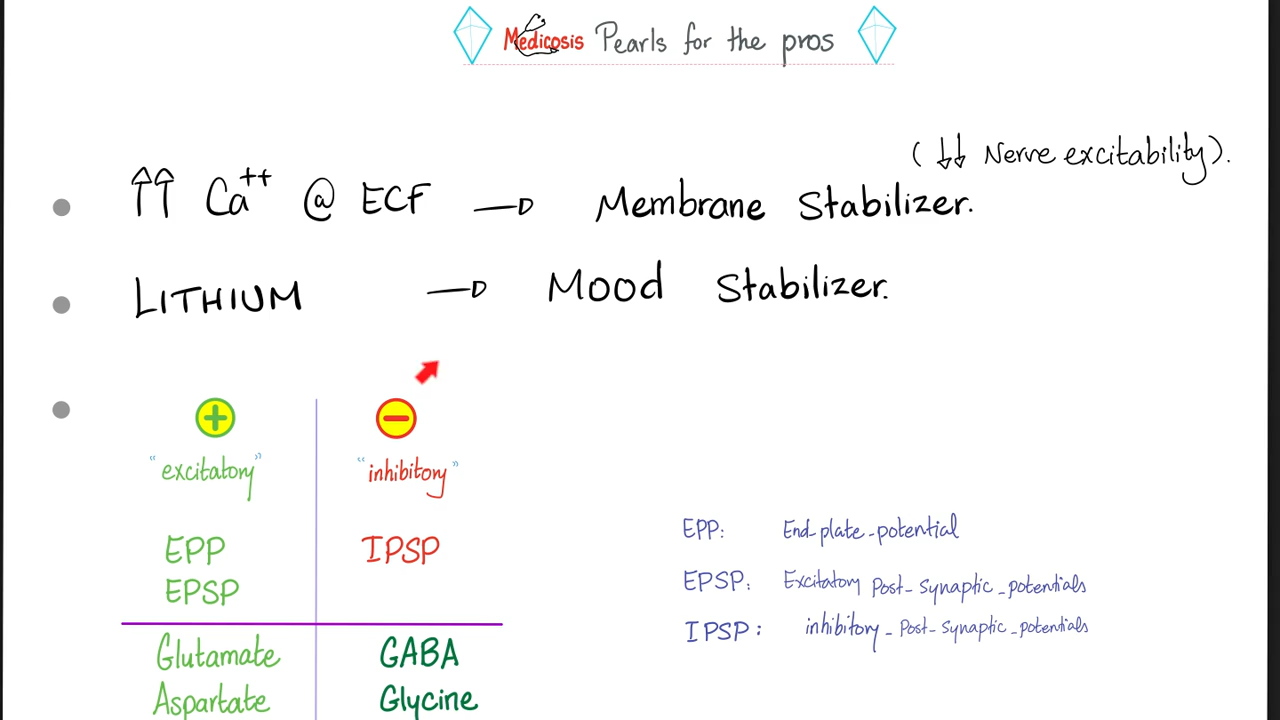 Medicosis Pearls for the pros
(↓↓ Nerve excitability).
↑↑ Ca++ @ ECF → Membrane Stabilizer.
LITHIUM → Mood Stabilizer.
+ −
"excitatory" "inhibitory"
EPP IPSP
EPSP
Glutamate GABA
Aspartate Glycine
EPP: End-plate-potential
EPSP: Excitatory Post-Synaptic-potentials
IPSP: inhibitory-Post-Synaptic-potentials